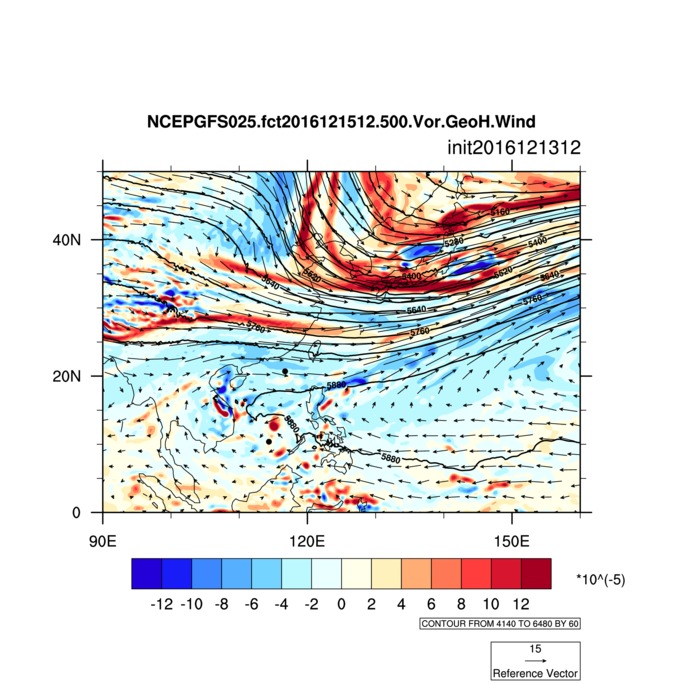 NCEPGFS025.fct2016121512.500.Vor.GeoH.Wind
init2016121312
5160
40N
5280
5400
5640
5520
5400
5520
5640
5760
5640
5760
5760
20N
5880
5880
5880
0
90E 120E 150E
*10^(-5)
-12 -10 -8 -6 -4 -2 0 2 4 6 8 10 12
CONTOUR FROM 4140 TO 6480 BY 60
15
Reference Vector